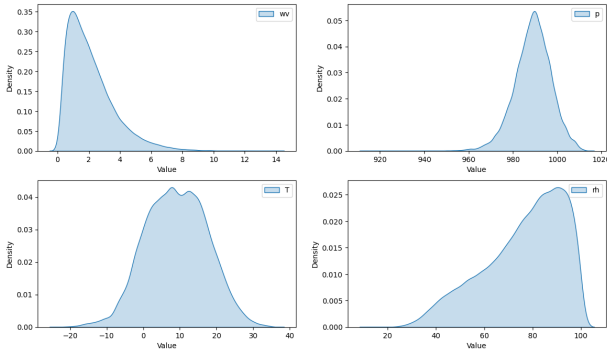 wv
Density
0.35
0.30
0.25
0.20
0.15
0.10
0.05
0.00
0 2 4 6 8 10 12 14
Value
p
Density
0.05
0.04
0.03
0.02
0.01
0.00
920 940 960 980 1000 1020
Value
T
Density
0.04
0.03
0.02
0.01
0.00
−20 −10 0 10 20 30 40
Value
rh
Density
0.025
0.020
0.015
0.010
0.005
0.000
20 40 60 80 100
Value